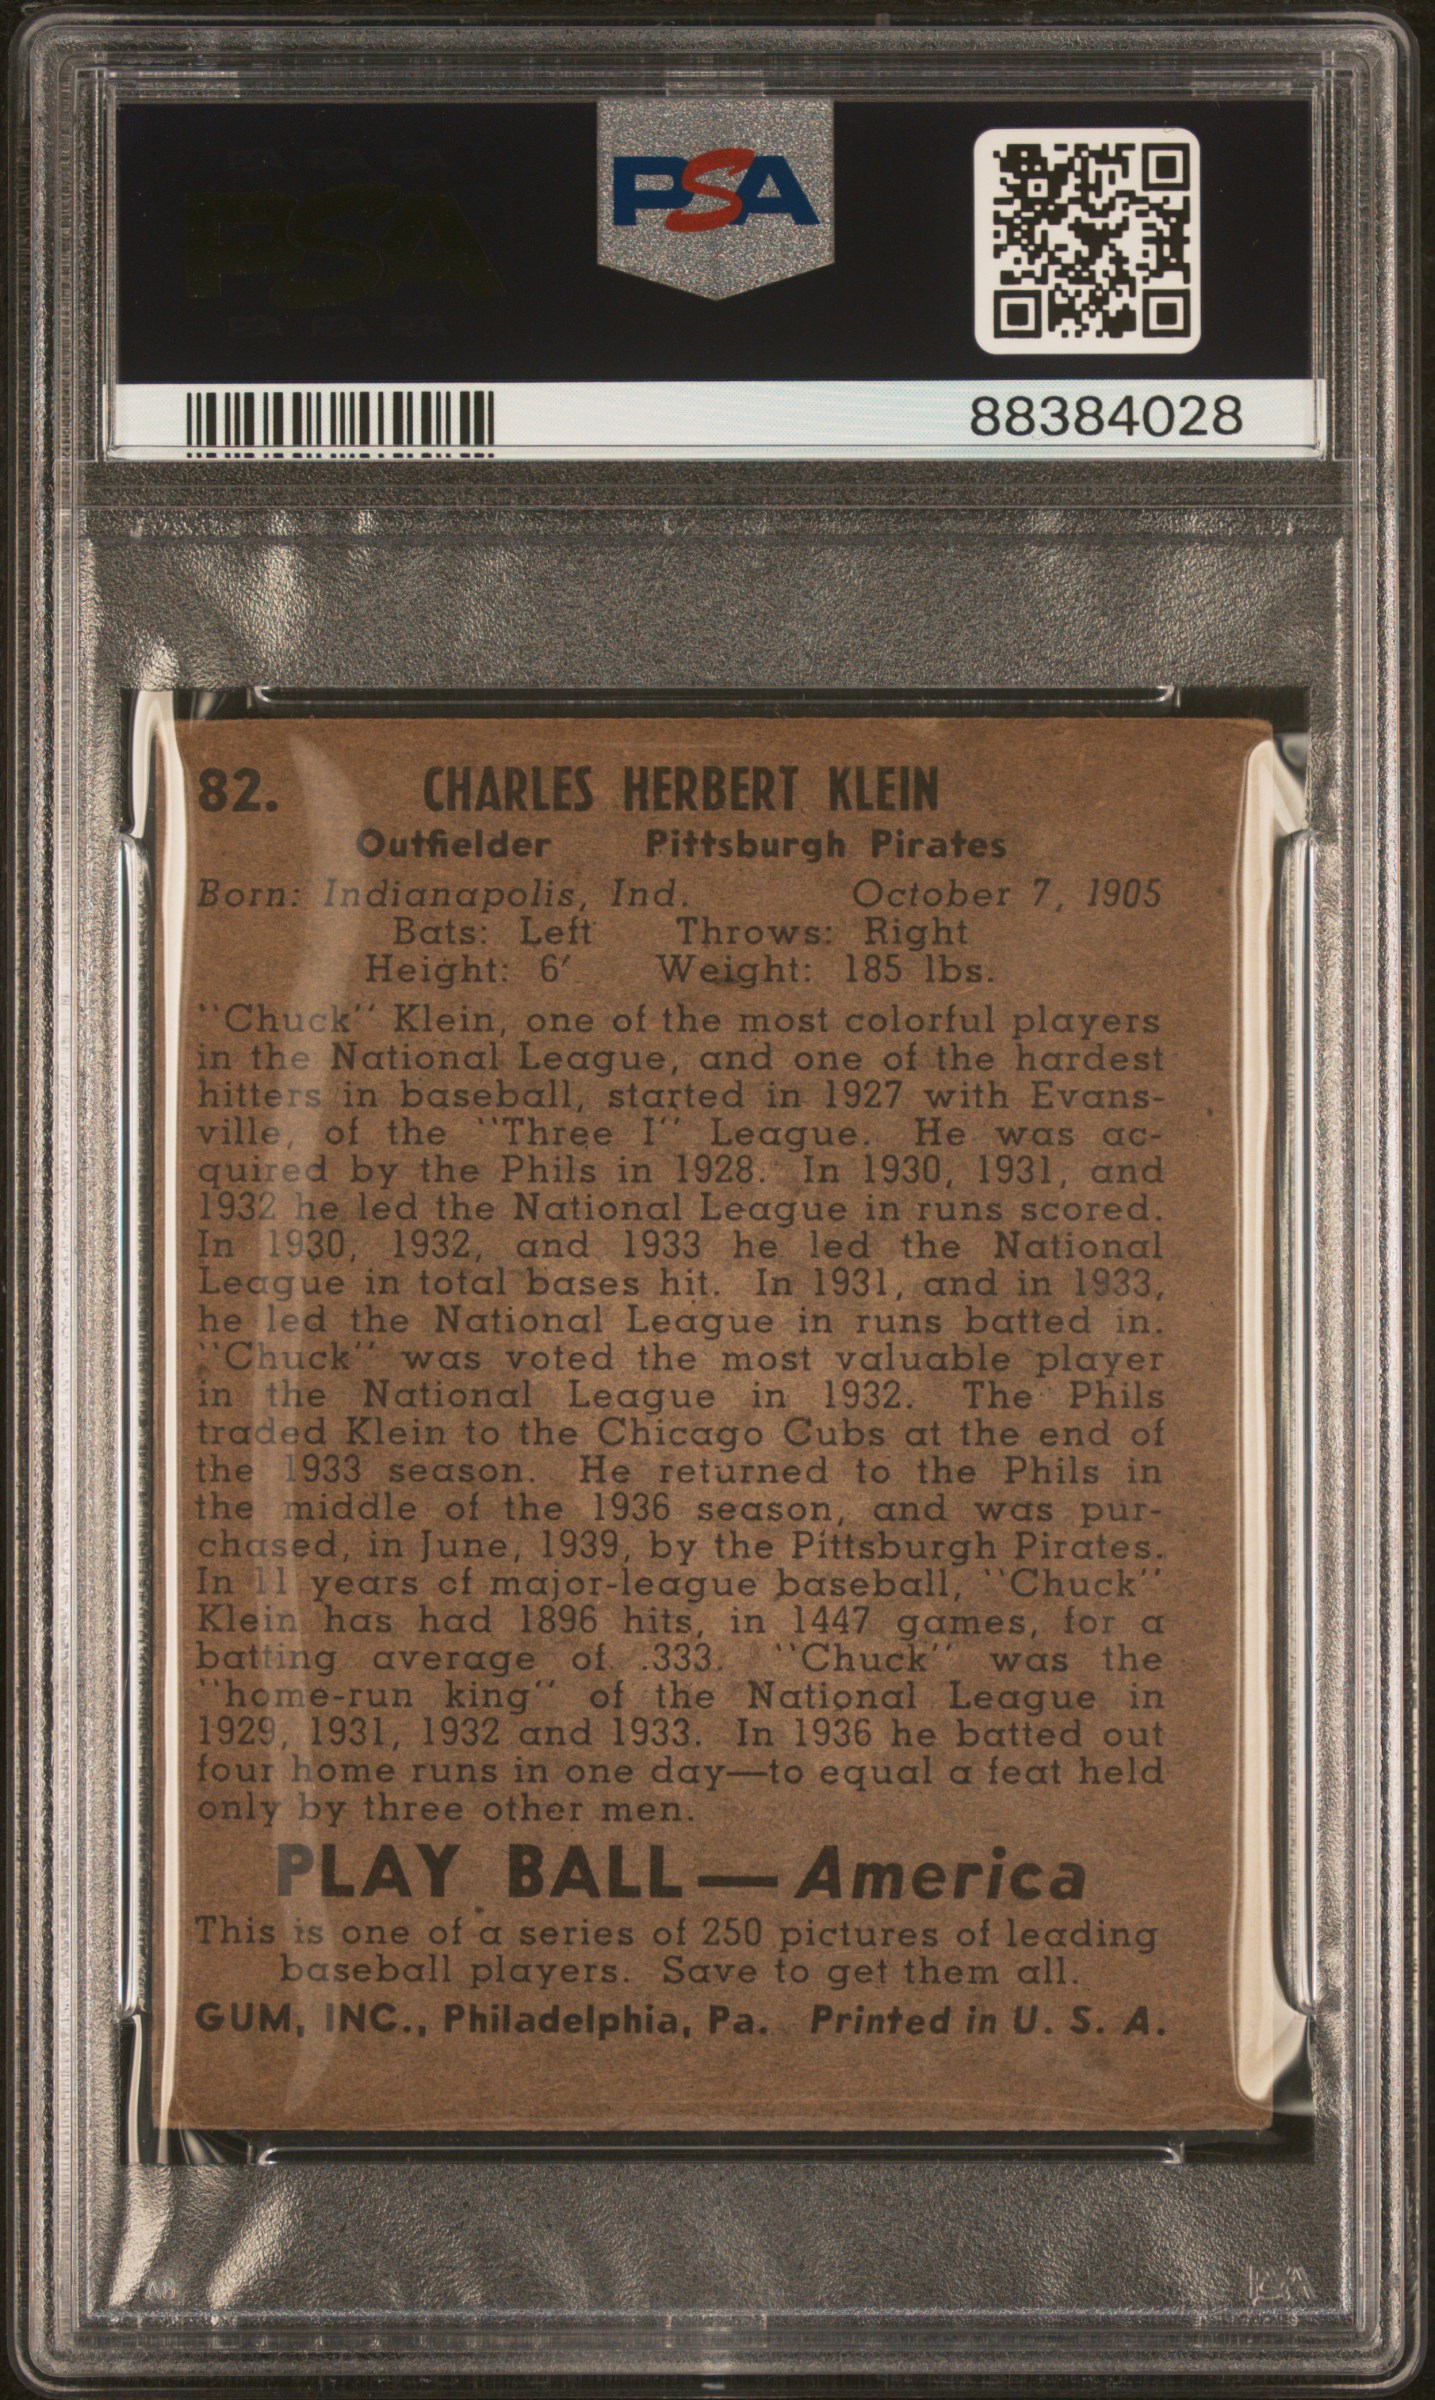 PSA
88384028
82. CHARLES HERBERT KLEIN
Outfielder Pittsburgh Pirates
Born: Indianapolis, Ind. October 7, 1905
Bats: Left Throws: Right
Height: 6′ Weight: 185 lbs.
"Chuck" Klein, one of the most colorful players
in the National League, and one of the hardest
hitters in baseball, started in 1927 with Evans-
ville, of the "Three I" League. He was ac-
quired by the Phils in 1928. In 1930, 1931, and
1932 he led the National League in runs scored.
In 1930, 1932, and 1933 he led the National
League in total bases hit. In 1931, and in 1933,
he led the National League in runs batted in.
"Chuck" was voted the most valuable player
in the National League in 1932. The Phils
traded Klein to the Chicago Cubs at the end of
the 1933 season. He returned to the Phils in
the middle of the 1936 season, and was pur-
chased, in June, 1939, by the Pittsburgh Pirates.
In 11 years of major-league baseball, "Chuck"
Klein has had 1896 hits, in 1447 games, for a
batting average of .333. "Chuck" was the
"home-run king" of the National League in
1929, 1931, 1932 and 1933. In 1936 he batted out
four home runs in one day—to equal a feat held
only by three other men.
PLAY BALL—America
This is one of a series of 250 pictures of leading
baseball players. Save to get them all.
GUM, INC., Philadelphia, Pa. Printed in U. S. A.